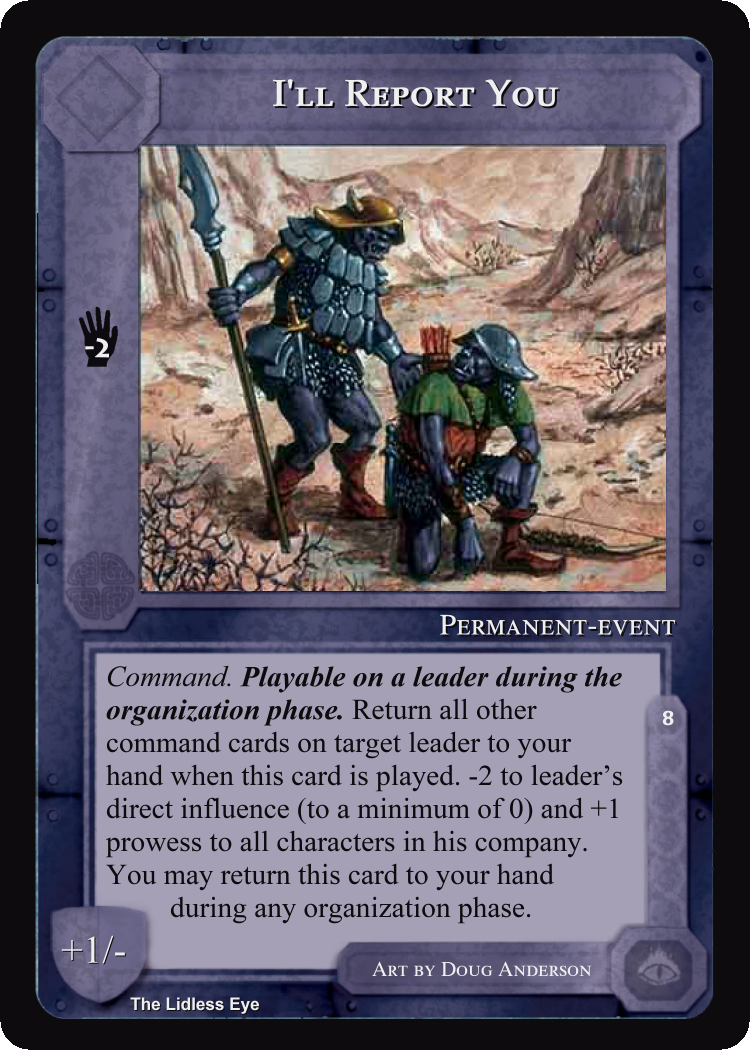 I'll Report You
-2
Permanent-event
Command. Playable on a leader during the
organization phase. Return all other
command cards on target leader to your
hand when this card is played. -2 to leader's
direct influence (to a minimum of 0) and +1
prowess to all characters in his company.
You may return this card to your hand
during any organization phase.
8
+1/-
Art by Doug Anderson
The Lidless Eye